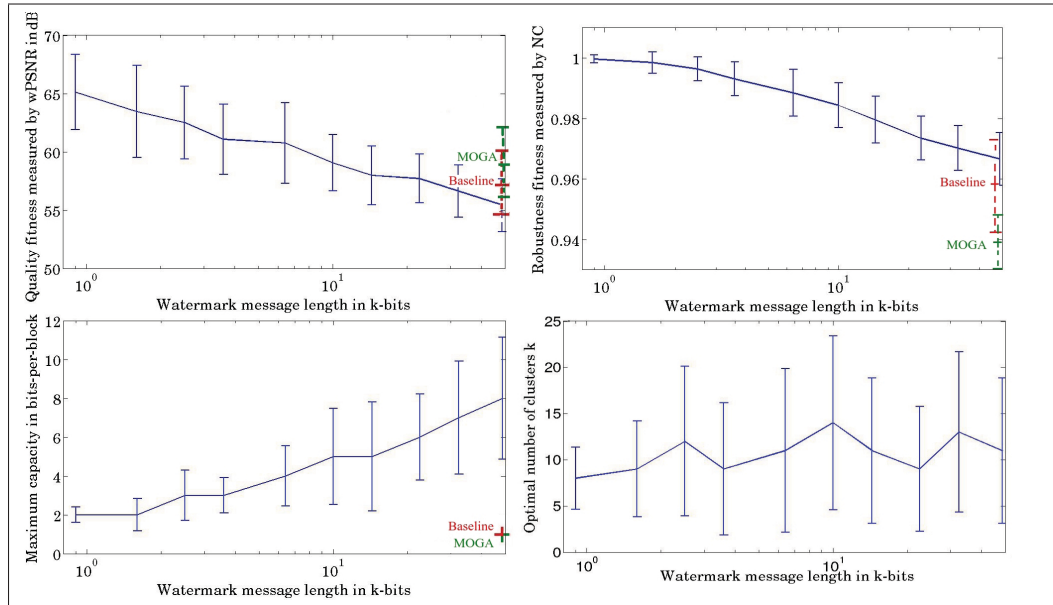 Quality fitness measured by wPSNR in dB
70
65
60
55
50
MOGA
Baseline
10^0
10^1
Watermark message length in k-bits
Robustness fitness measured by NC
1
0.98
0.96
0.94
Baseline
MOGA
10^0
10^1
Watermark message length in k-bits
Maximum capacity in bits-per-block
12
10
8
6
4
2
0
Baseline
MOGA
10^0
10^1
Watermark message length in k-bits
Optimal number of clusters k
25
20
15
10
5
0
10^0
10^1
Watermark message length in k-bits